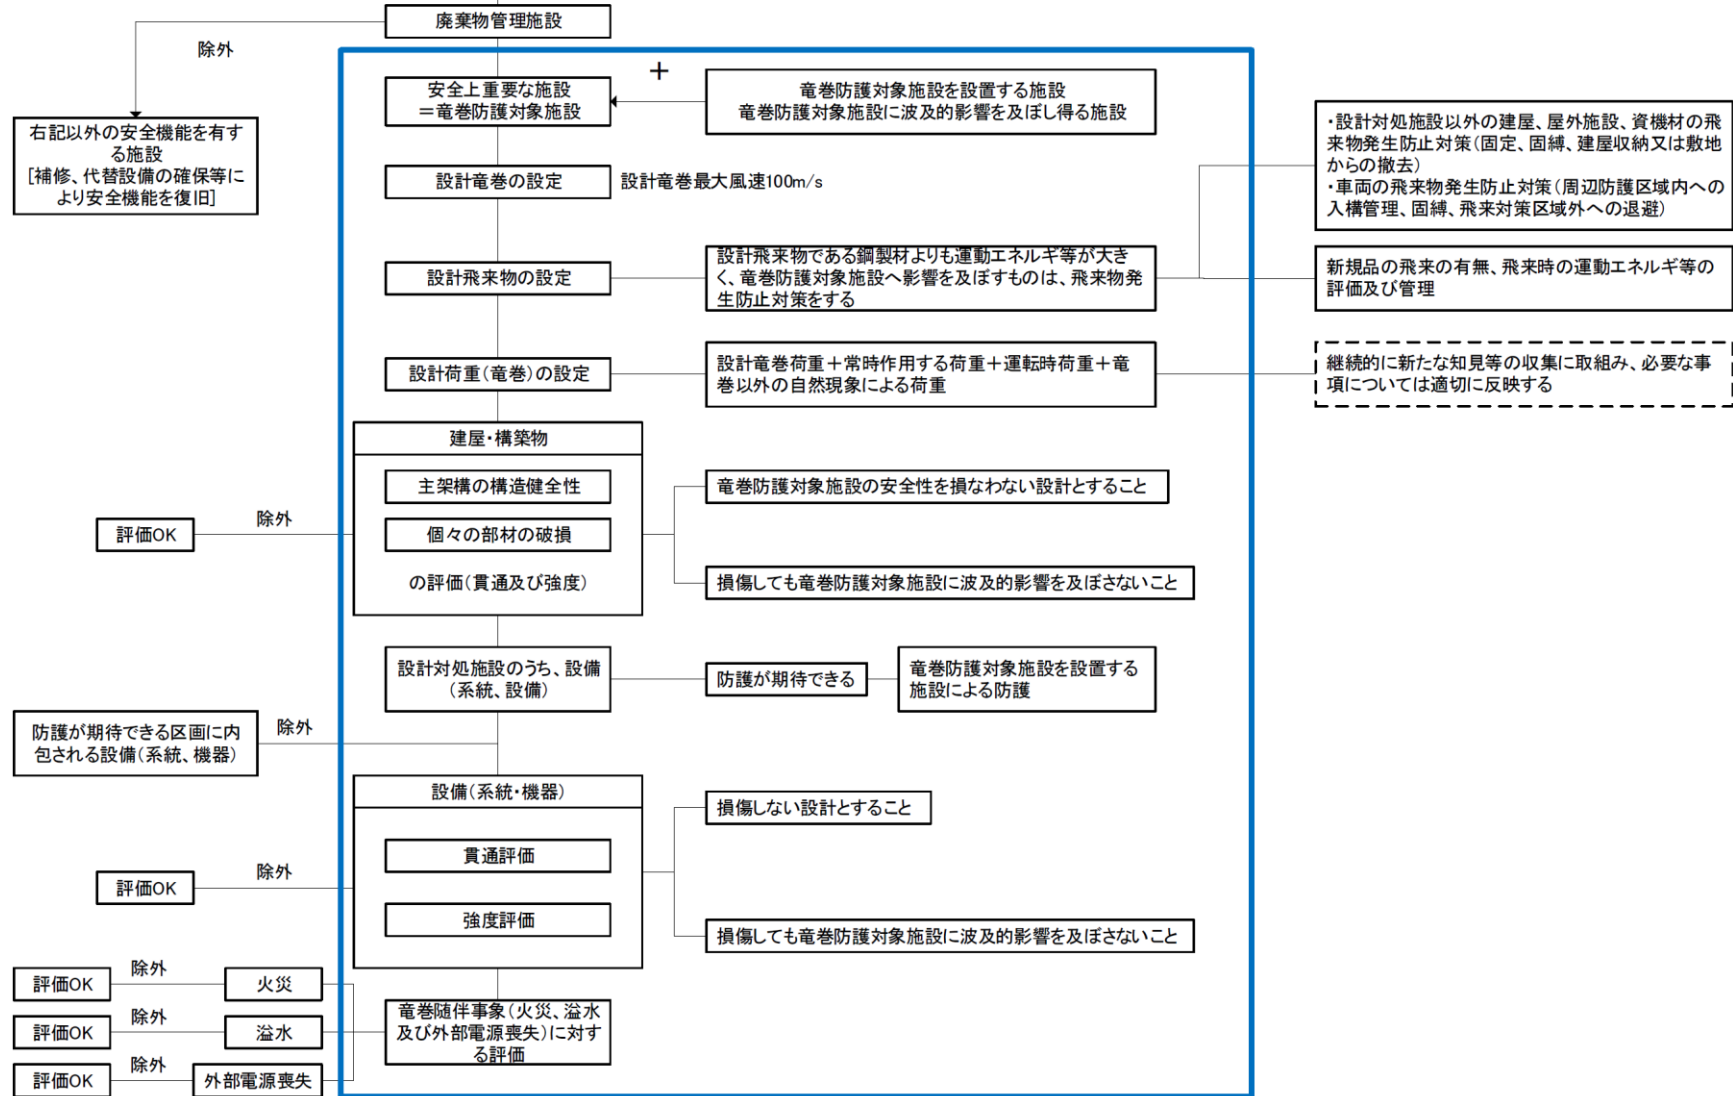 廃棄物管理施設
除外
安全上重要な施設
=竜巻防護対象施設
+
竜巻防護対象施設を設置する施設
竜巻防護対象施設に波及的影響を及ぼし得る施設
右記以外の安全機能を有す
る施設
[補修、代替設備の確保等に
より安全機能を復旧]
・設計対処施設以外の建屋、屋外施設、資機材の飛
来物発生防止対策(固定、固縛、建屋収納又は敷地
からの撤去)
・車両の飛来物発生防止対策(周辺防護区域内への
入構管理、固縛、飛来対策区域外への退避)
設計竜巻の設定
設計竜巻最大風速100m/s
設計飛来物の設定
設計飛来物である鋼製材よりも運動エネルギ等が大き
く、竜巻防護対象施設へ影響を及ぼすものは、飛来物発
生防止対策をする
新規品の飛来の有無、飛来時の運動エネルギ等の
評価及び管理
設計荷重(竜巻)の設定
設計竜巻荷重+常時作用する荷重+運転時荷重+竜
巻以外の自然現象による荷重
継続的に新たな知見等の収集に取組み、必要な事
項については適切に反映する
建屋・構築物
主架構の構造健全性
個々の部材の破損
の評価(貫通及び強度)
評価OK
除外
竜巻防護対象施設の安全性を損なわない設計とすること
損傷しても竜巻防護対象施設に波及的影響を及ぼさないこと
設計対処施設のうち、設備
(系統、設備)
防護が期待できる
竜巻防護対象施設を設置する
施設による防護
防護が期待できる区画に内
包される設備(系統、機器)
除外
設備(系統・機器)
貫通評価
強度評価
評価OK
除外
損傷しない設計とすること
損傷しても竜巻防護対象施設に波及的影響を及ぼさないこと
評価OK
除外
火災
評価OK
除外
溢水
評価OK
除外
外部電源喪失
竜巻随伴事象(火災、溢水
及び外部電源喪失)に対す
る評価